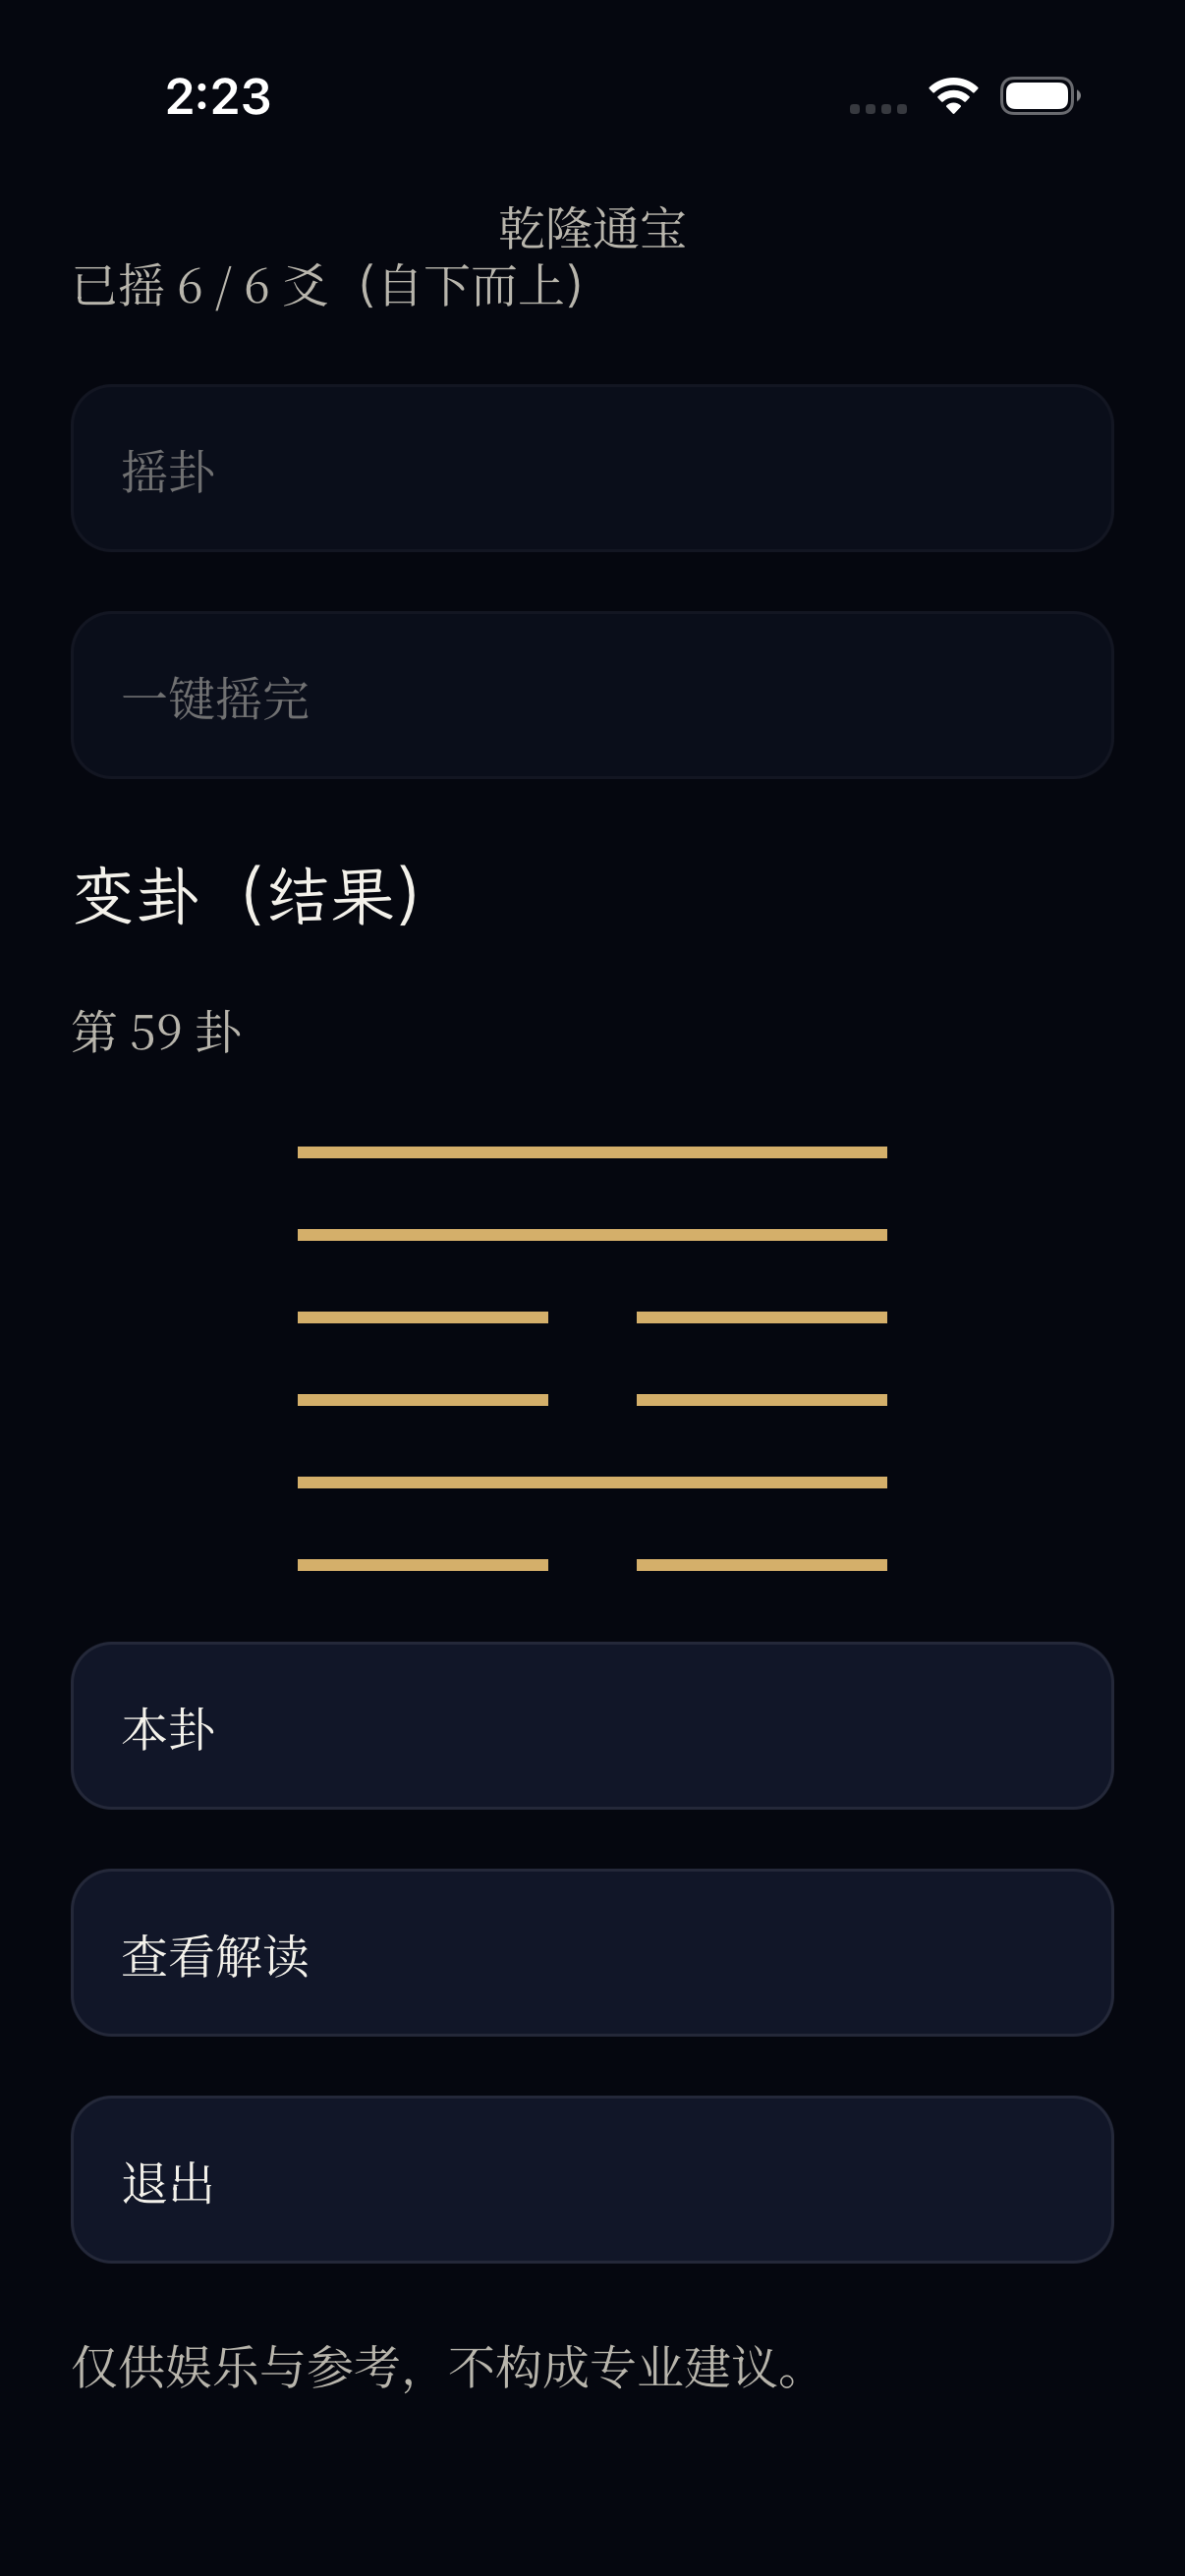 2:23
乾隆通宝
已摇 6 / 6 爻（自下而上）
摇卦
一键摇完
变卦（结果）
第 59 卦
本卦
查看解读
退出
仅供娱乐与参考，不构成专业建议。